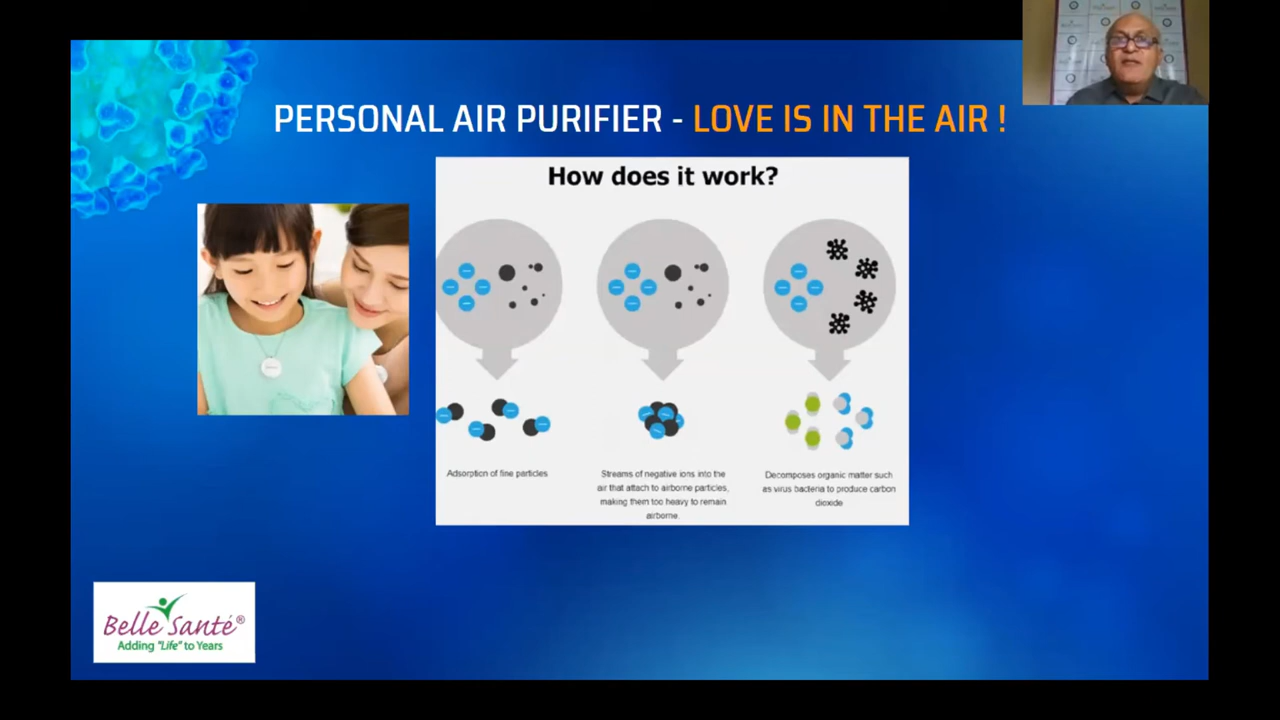 PERSONAL AIR PURIFIER - LOVE IS IN THE AIR !
How does it work?
Adsorption of fine particles
Streams of negative ions into the
air that attach to airborne particles,
making them too heavy to remain
airborne.
Decomposes organic matter such
as virus bacteria to produce carbon
dioxide
Belle Santé®
Adding "Life" to Years